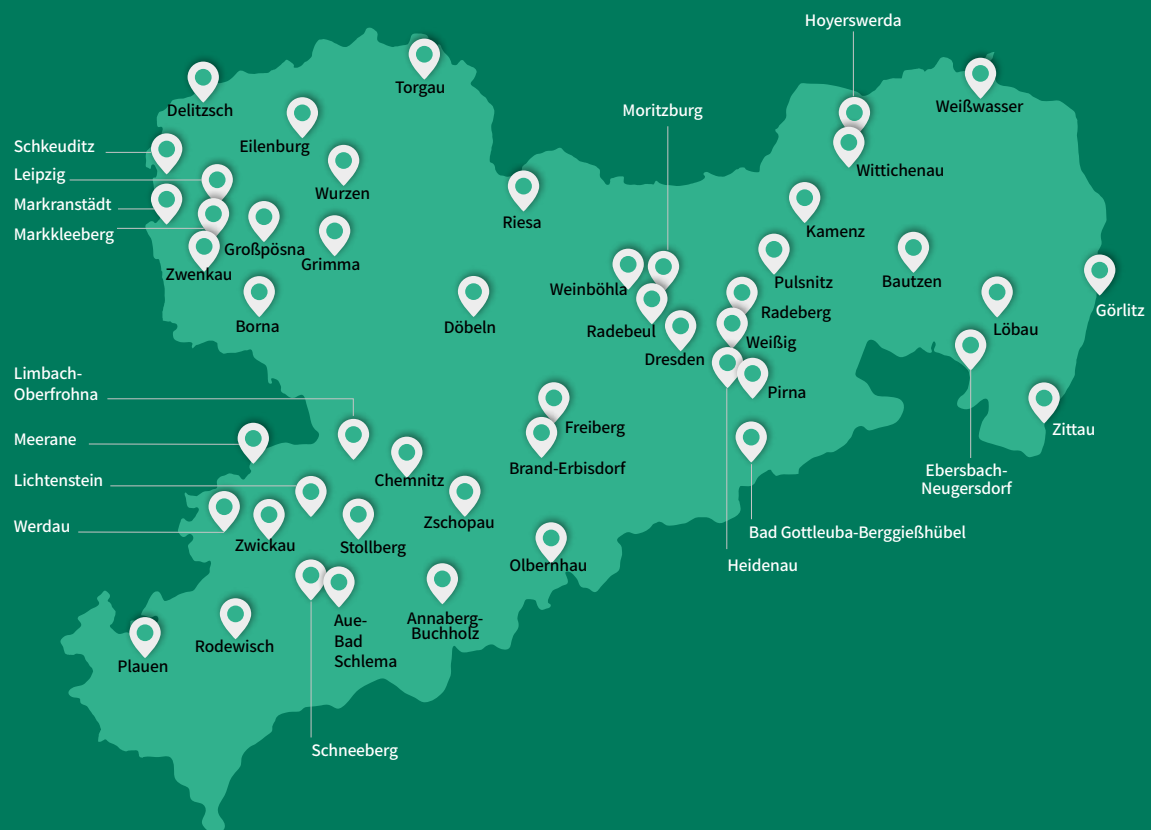 Hoyerswerda
Torgau
Weißwasser
Delitzsch
Moritzburg
Schkeuditz
Eilenburg
Leipzig
Wittichenau
Wurzen
Markranstädt
Riesa
Kamenz
Markkleeberg
Großpösna
Grimma
Zwenkau
Pulsnitz
Bautzen
Weinböhla
Görlitz
Borna
Döbeln
Radeberg
Radebeul
Löbau
Weißig
Dresden
Limbach-
Oberfrohna
Pirna
Meerane
Freiberg
Zittau
Brand-Erbisdorf
Ebersbach-
Neugersdorf
Lichtenstein
Chemnitz
Zschopau
Werdau
Zwickau
Stollberg
Bad Gottleuba-Berggießhübel
Olbernhau
Heidenau
Annaberg-
Buchholz
Aue-
Bad
Schlema
Rodewisch
Plauen
Schneeberg